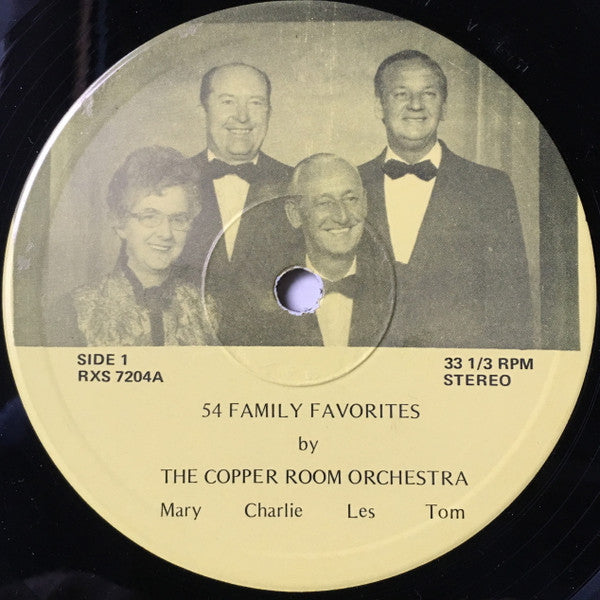 SIDE 1
RXS 7204A
33 1/3 RPM
STEREO
54 FAMILY FAVORITES
by
THE COPPER ROOM ORCHESTRA
Mary Charlie Les Tom